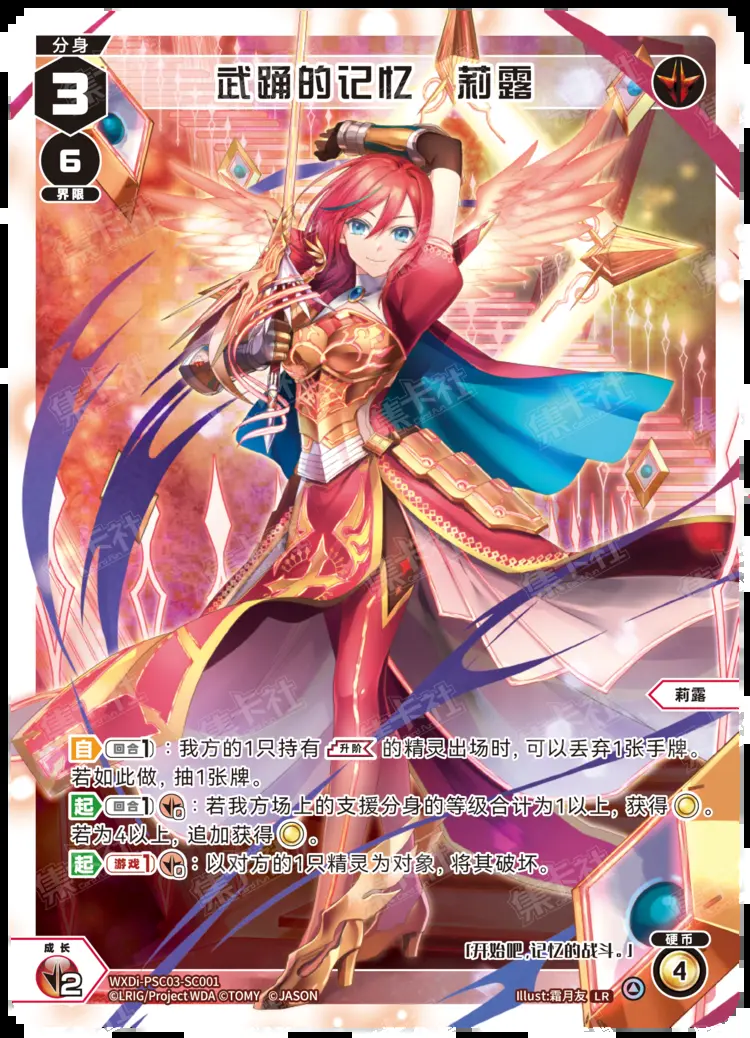 分身
3
武踊的记忆 莉露
6
界限
莉露
自 回合1：我方的1只持有 升阶 的精灵出场时，可以丢弃1张手牌。
若如此做，抽1张牌。
起 回合1 0：若我方场上的支援分身的等级合计为1以上，获得 。
若为4以上，追加获得 。
起 游戏1 0：以对方的1只精灵为对象，将其破坏。
「开始吧，记忆的战斗。」
成长
2
硬币
4
WXDi-PSC03-SC001
©LRIG/Project WDA ©TOMY ©JASON
Illust:霜月友 LR
集卡社